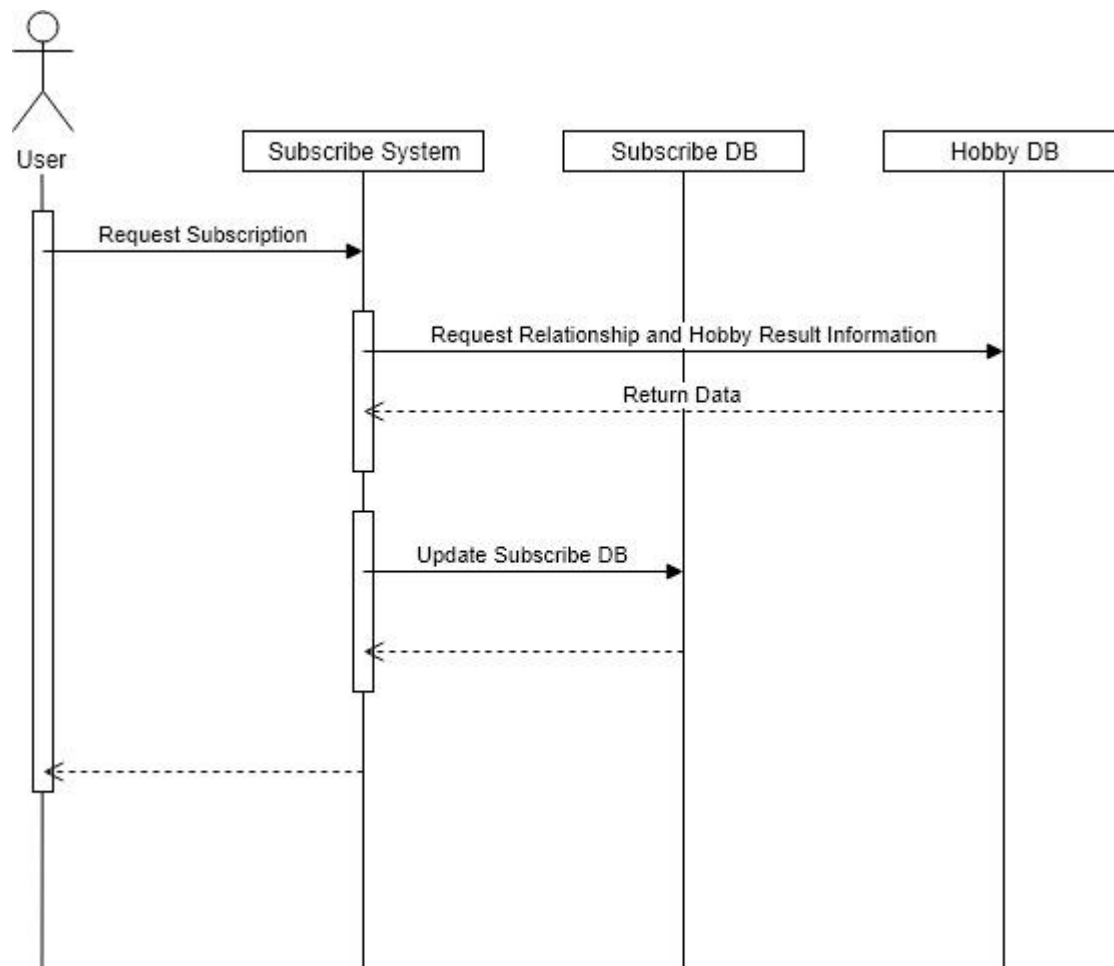 User
Subscribe System
Subscribe DB
Hobby DB
Request Subscription
Request Relationship and Hobby Result Information
Return Data
Update Subscribe DB